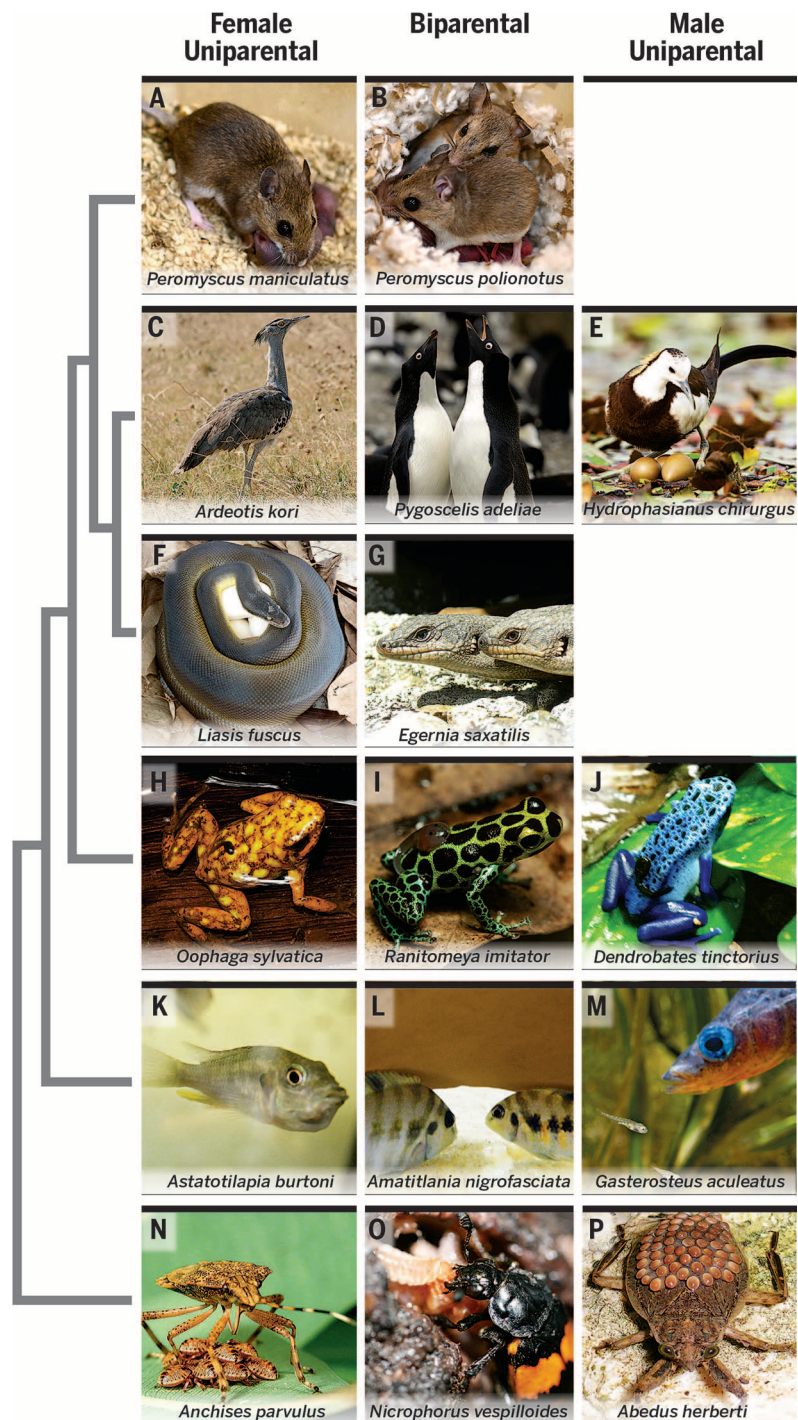 Female
Uniparental
Biparental
Male
Uniparental
A
Peromyscus maniculatus
B
Peromyscus polionotus
C
Ardeotis kori
D
Pygoscelis adeliae
E
Hydrophasianus chirurgus
F
Liasis fuscus
G
Egernia saxatilis
H
Oophaga sylvatica
I
Ranitomeya imitator
J
Dendrobates tinctorius
K
Astatotilapia burtoni
L
Amatitlania nigrofasciata
M
Gasterosteus aculeatus
N
Anchises parvulus
O
Nicrophorus vespilloides
P
Abedus herberti